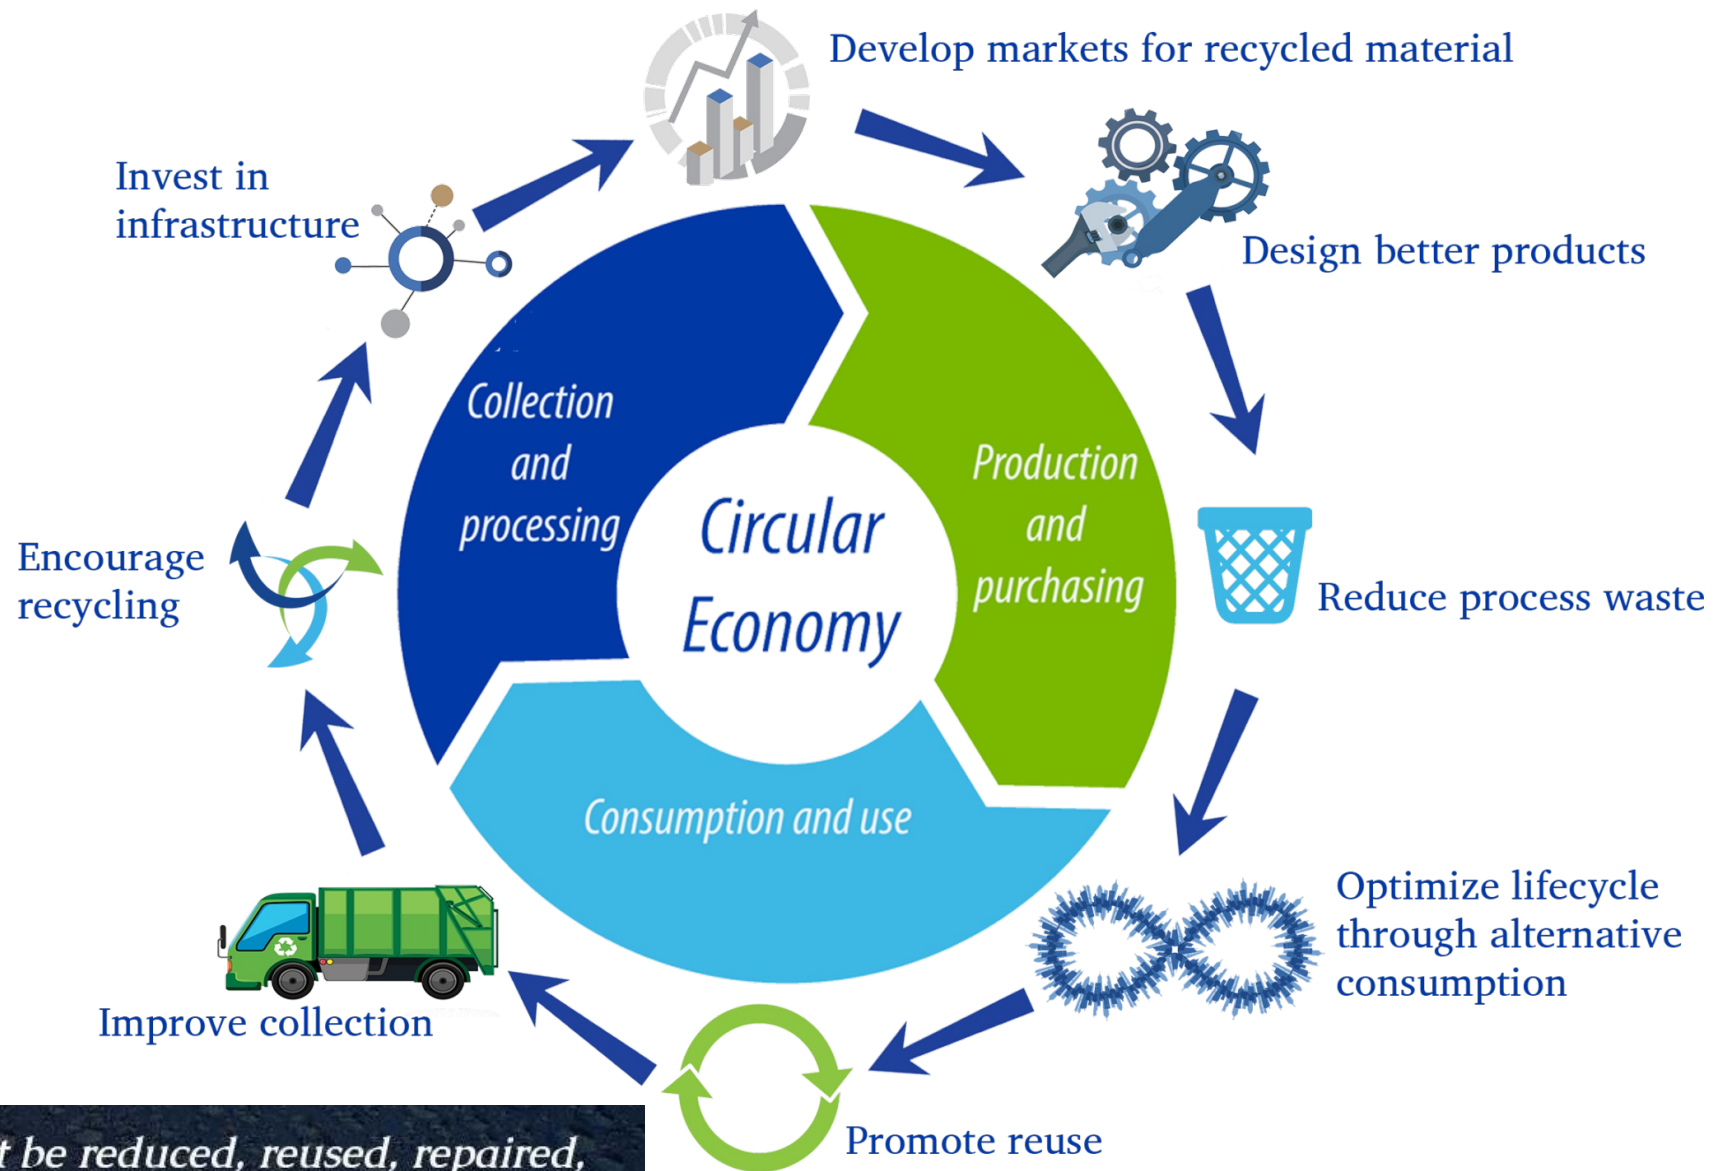 Develop markets for recycled material
Invest in
infrastructure
Design better products
Collection
and
processing
Production
and
purchasing
Circular
Economy
Encourage
recycling
Reduce process waste
Consumption and use
Optimize lifecycle
through alternative
consumption
Improve collection
Promote reuse
be reduced, reused, repaired,